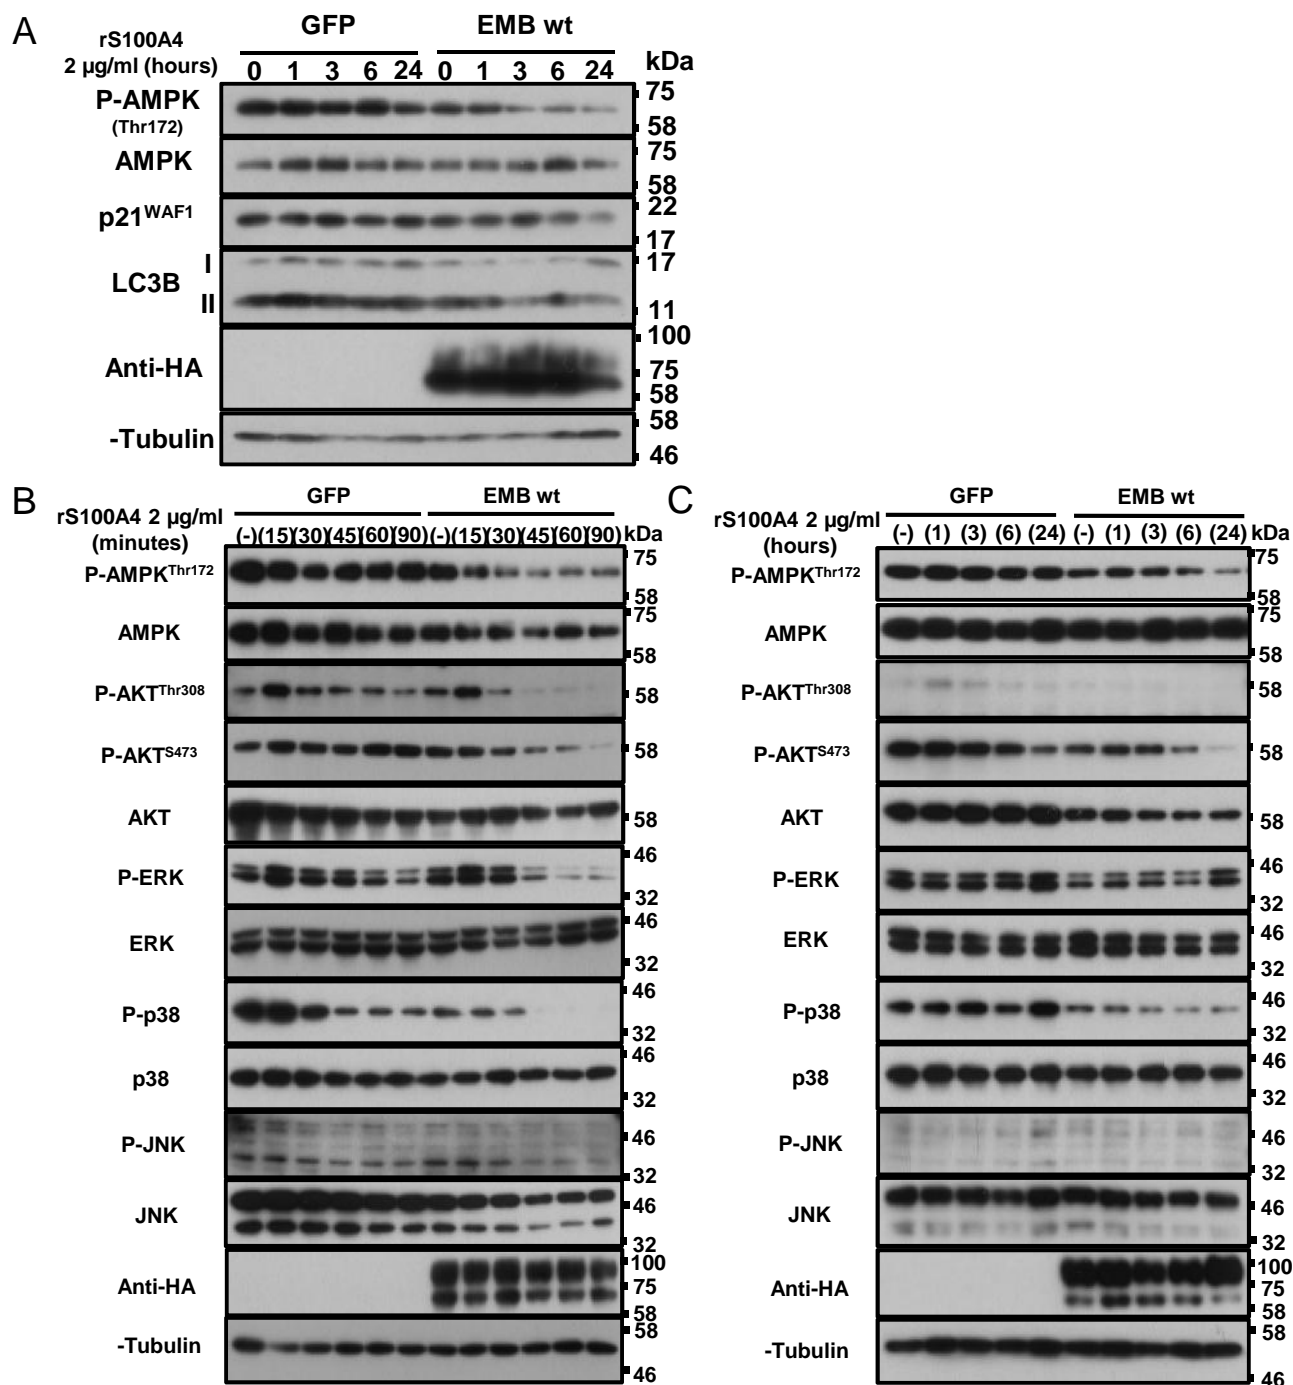 A
GFP
EMB wt
rS100A4
2 µg/ml (hours)
0 1 3 6 24 0 1 3 6 24
kDa
P-AMPK
(Thr172)
75
58
AMPK
75
58
p21WAF1
22
17
LC3B
I
II
17
11
Anti-HA
100
75
58
-Tubulin
58
46
B
GFP
EMB wt
rS100A4 2 µg/ml
(minutes)
(-) (15) (30) (45) (60) (90) (-) (15) (30) (45) (60) (90)
kDa
P-AMPKThr172
75
58
AMPK
75
58
P-AKTThr308
58
P-AKTS473
58
AKT
58
P-ERK
46
32
ERK
46
32
P-p38
46
32
p38
46
32
P-JNK
46
32
JNK
46
32
Anti-HA
100
75
58
-Tubulin
58
46
C
GFP
EMB wt
rS100A4 2 µg/ml
(hours)
(-) (1) (3) (6) (24) (-) (1) (3) (6) (24)
kDa
P-AMPKThr172
75
58
AMPK
75
58
P-AKTThr308
58
P-AKTS473
58
AKT
58
P-ERK
46
32
ERK
46
32
P-p38
46
32
p38
46
32
P-JNK
46
32
JNK
46
32
Anti-HA
100
75
58
-Tubulin
58
46